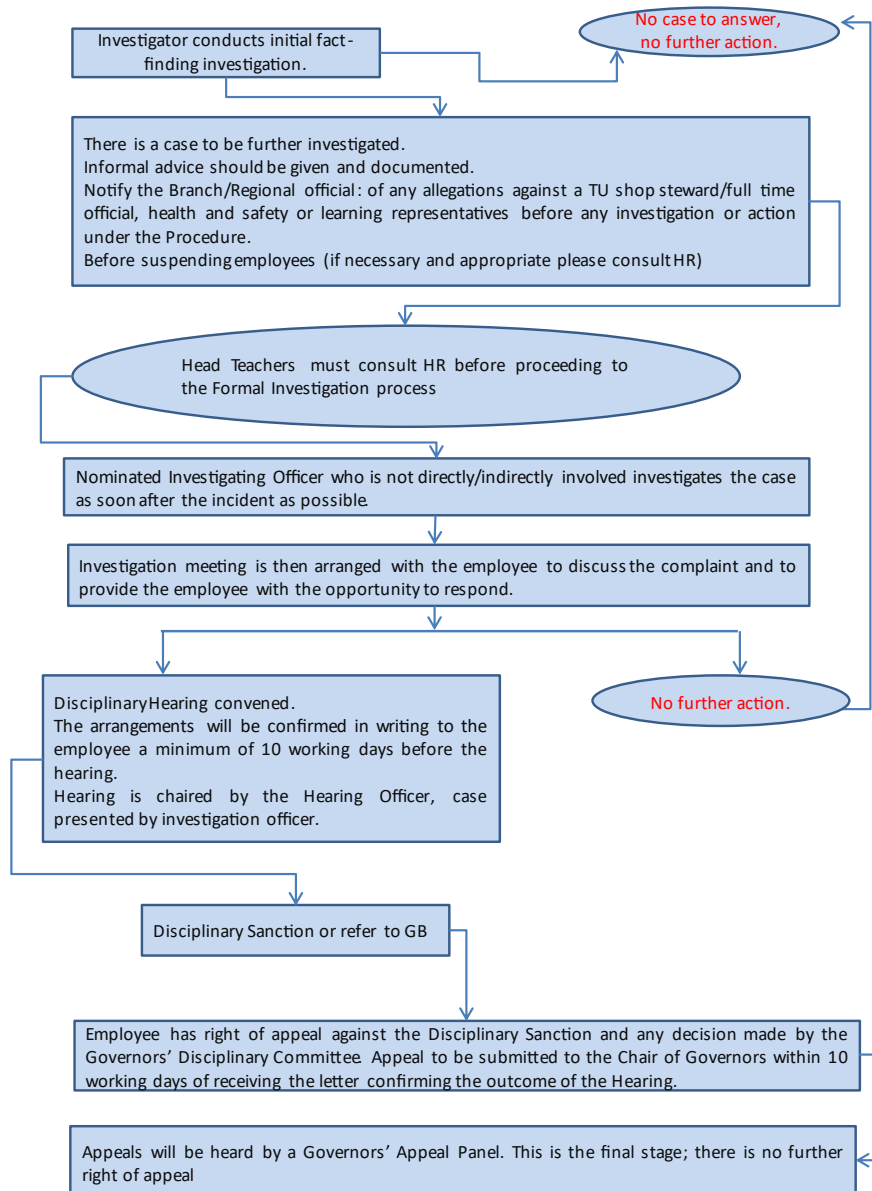 No case to answer,
no further action.
Investigator conducts initial fact-
finding investigation.
There is a case to be further investigated.
Informal advice should be given and documented.
Notify the Branch/Regional official: of any allegations against a TU shop steward/full time
official, health and safety or learning representatives before any investigation or action
under the Procedure.
Before suspending employees (if necessary and appropriate please consult HR)
Head Teachers must consult HR before proceeding to
the Formal Investigation process
Nominated Investigating Officer who is not directly/indirectly involved investigates the case
as soon after the incident as possible.
Investigation meeting is then arranged with the employee to discuss the complaint and to
provide the employee with the opportunity to respond.
Disciplinary Hearing convened.
The arrangements will be confirmed in writing to the
employee a minimum of 10 working days before the
hearing.
Hearing is chaired by the Hearing Officer, case
presented by investigation officer.
No further action.
Disciplinary Sanction or refer to GB
Employee has right of appeal against the Disciplinary Sanction and any decision made by the
Governors’ Disciplinary Committee. Appeal to be submitted to the Chair of Governors within 10
working days of receiving the letter confirming the outcome of the Hearing.
Appeals will be heard by a Governors’ Appeal Panel. This is the final stage; there is no further
right of appeal